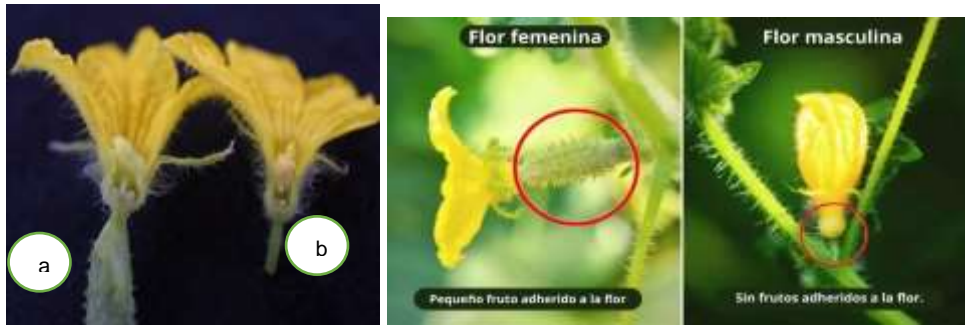 a
b
Flor femenina
Pequeño fruto adherido a la flor
Flor masculina
Sin frutos adheridos a la flor.